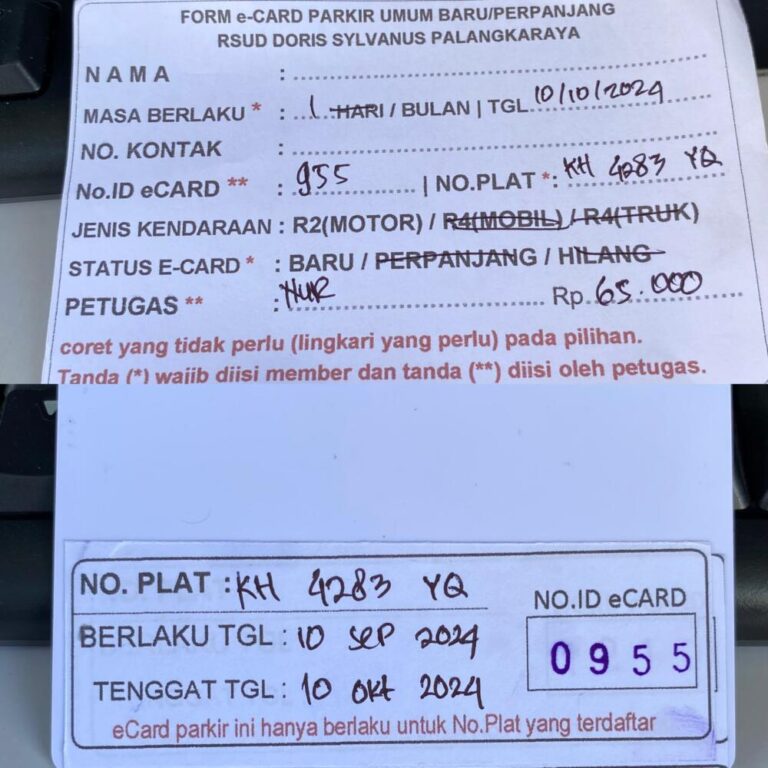 FORM e-CARD PARKIR UMUM BARU/PERPANJANG
RSUD DORIS SYLVANUS PALANGKARAYA
NAMA :
MASA BERLAKU * : 1 HARI / BULAN | TGL 10/10/2024
NO. KONTAK :
No.ID eCARD ** : 955 | NO.PLAT *: KH 4283 YQ
JENIS KENDARAAN : R2(MOTOR) / R4(MOBIL) / R4(TRUK)
STATUS E-CARD * : BARU / PERPANJANG / HILANG
PETUGAS ** : NUR Rp. 65.000
coret yang tidak perlu (lingkari yang perlu) pada pilihan.
Tanda (*) wajib diisi member dan tanda (**) diisi oleh petugas.
NO. PLAT : KH 4283 YQ
NO.ID eCARD
BERLAKU TGL : 10 SEP 2024
0955
TENGGAT TGL : 10 OKT 2024
eCard parkir ini hanya berlaku untuk No.Plat yang terdaftar